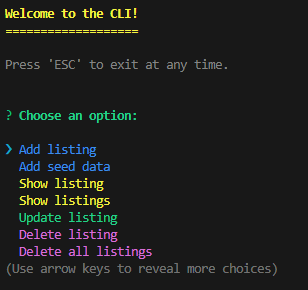 Welcome to the CLI!
===================
Press 'ESC' to exit at any time.
? Choose an option:
❯ Add listing
Add seed data
Show listing
Show listings
Update listing
Delete listing
Delete all listings
(Use arrow keys to reveal more choices)